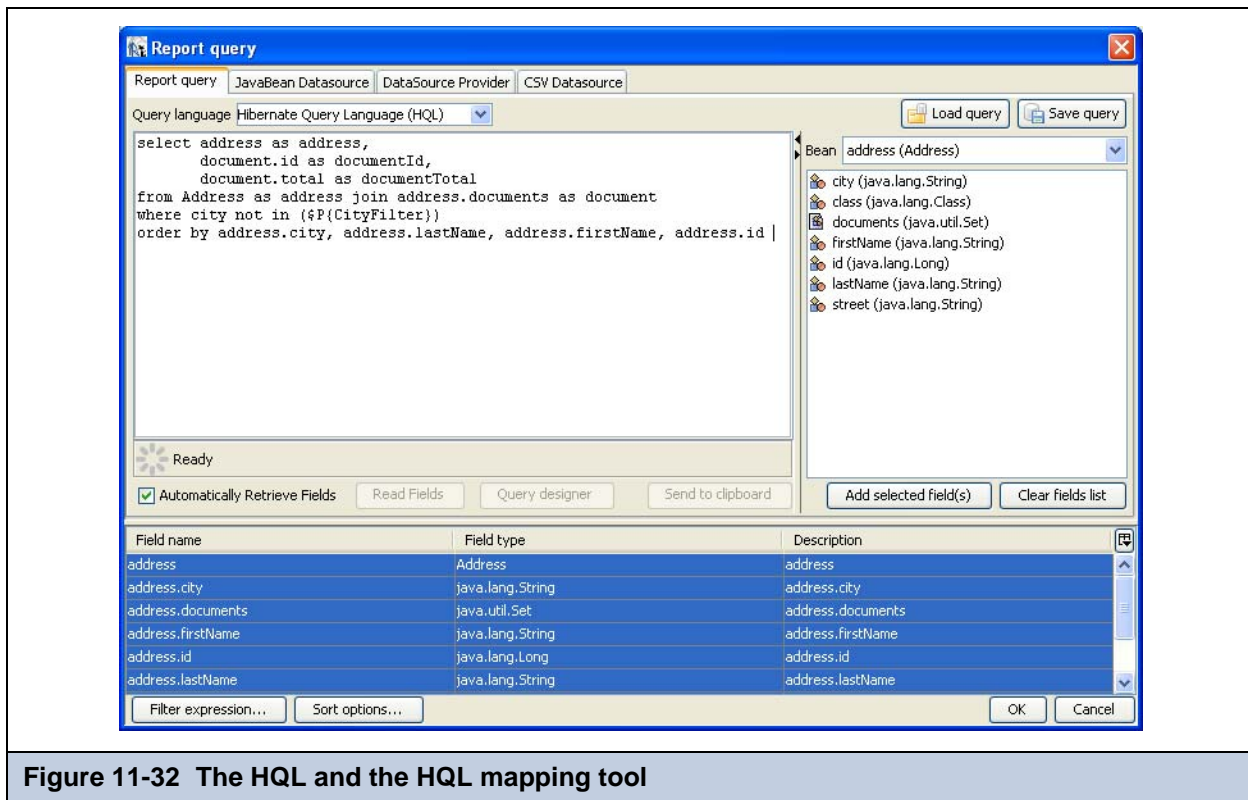 Report query
Report query JavaBean Datasource DataSource Provider CSV Datasource
Query language Hibernate Query Language (HQL) Load query Save query
select address as address,
document.id as documentId,
document.total as documentTotal
from Address as address join address.documents as document
where city not in ($P{CityFilter})
order by address.city, address.lastName, address.firstName, address.id
Bean address (Address)
city (java.lang.String)
class (java.lang.Class)
documents (java.util.Set)
firstName (java.lang.String)
id (java.lang.Long)
lastName (java.lang.String)
street (java.lang.String)
Ready
Automatically Retrieve Fields Read Fields Query designer Send to clipboard Add selected field(s) Clear fields list
Field name Field type Description
address Address address
address.city java.lang.String address.city
address.documents java.util.Set address.documents
address.firstName java.lang.String address.firstName
address.id java.lang.Long address.id
address.lastName java.lang.String address.lastName
Filter expression... Sort options... OK Cancel
Figure 11-32 The HQL and the HQL mapping tool